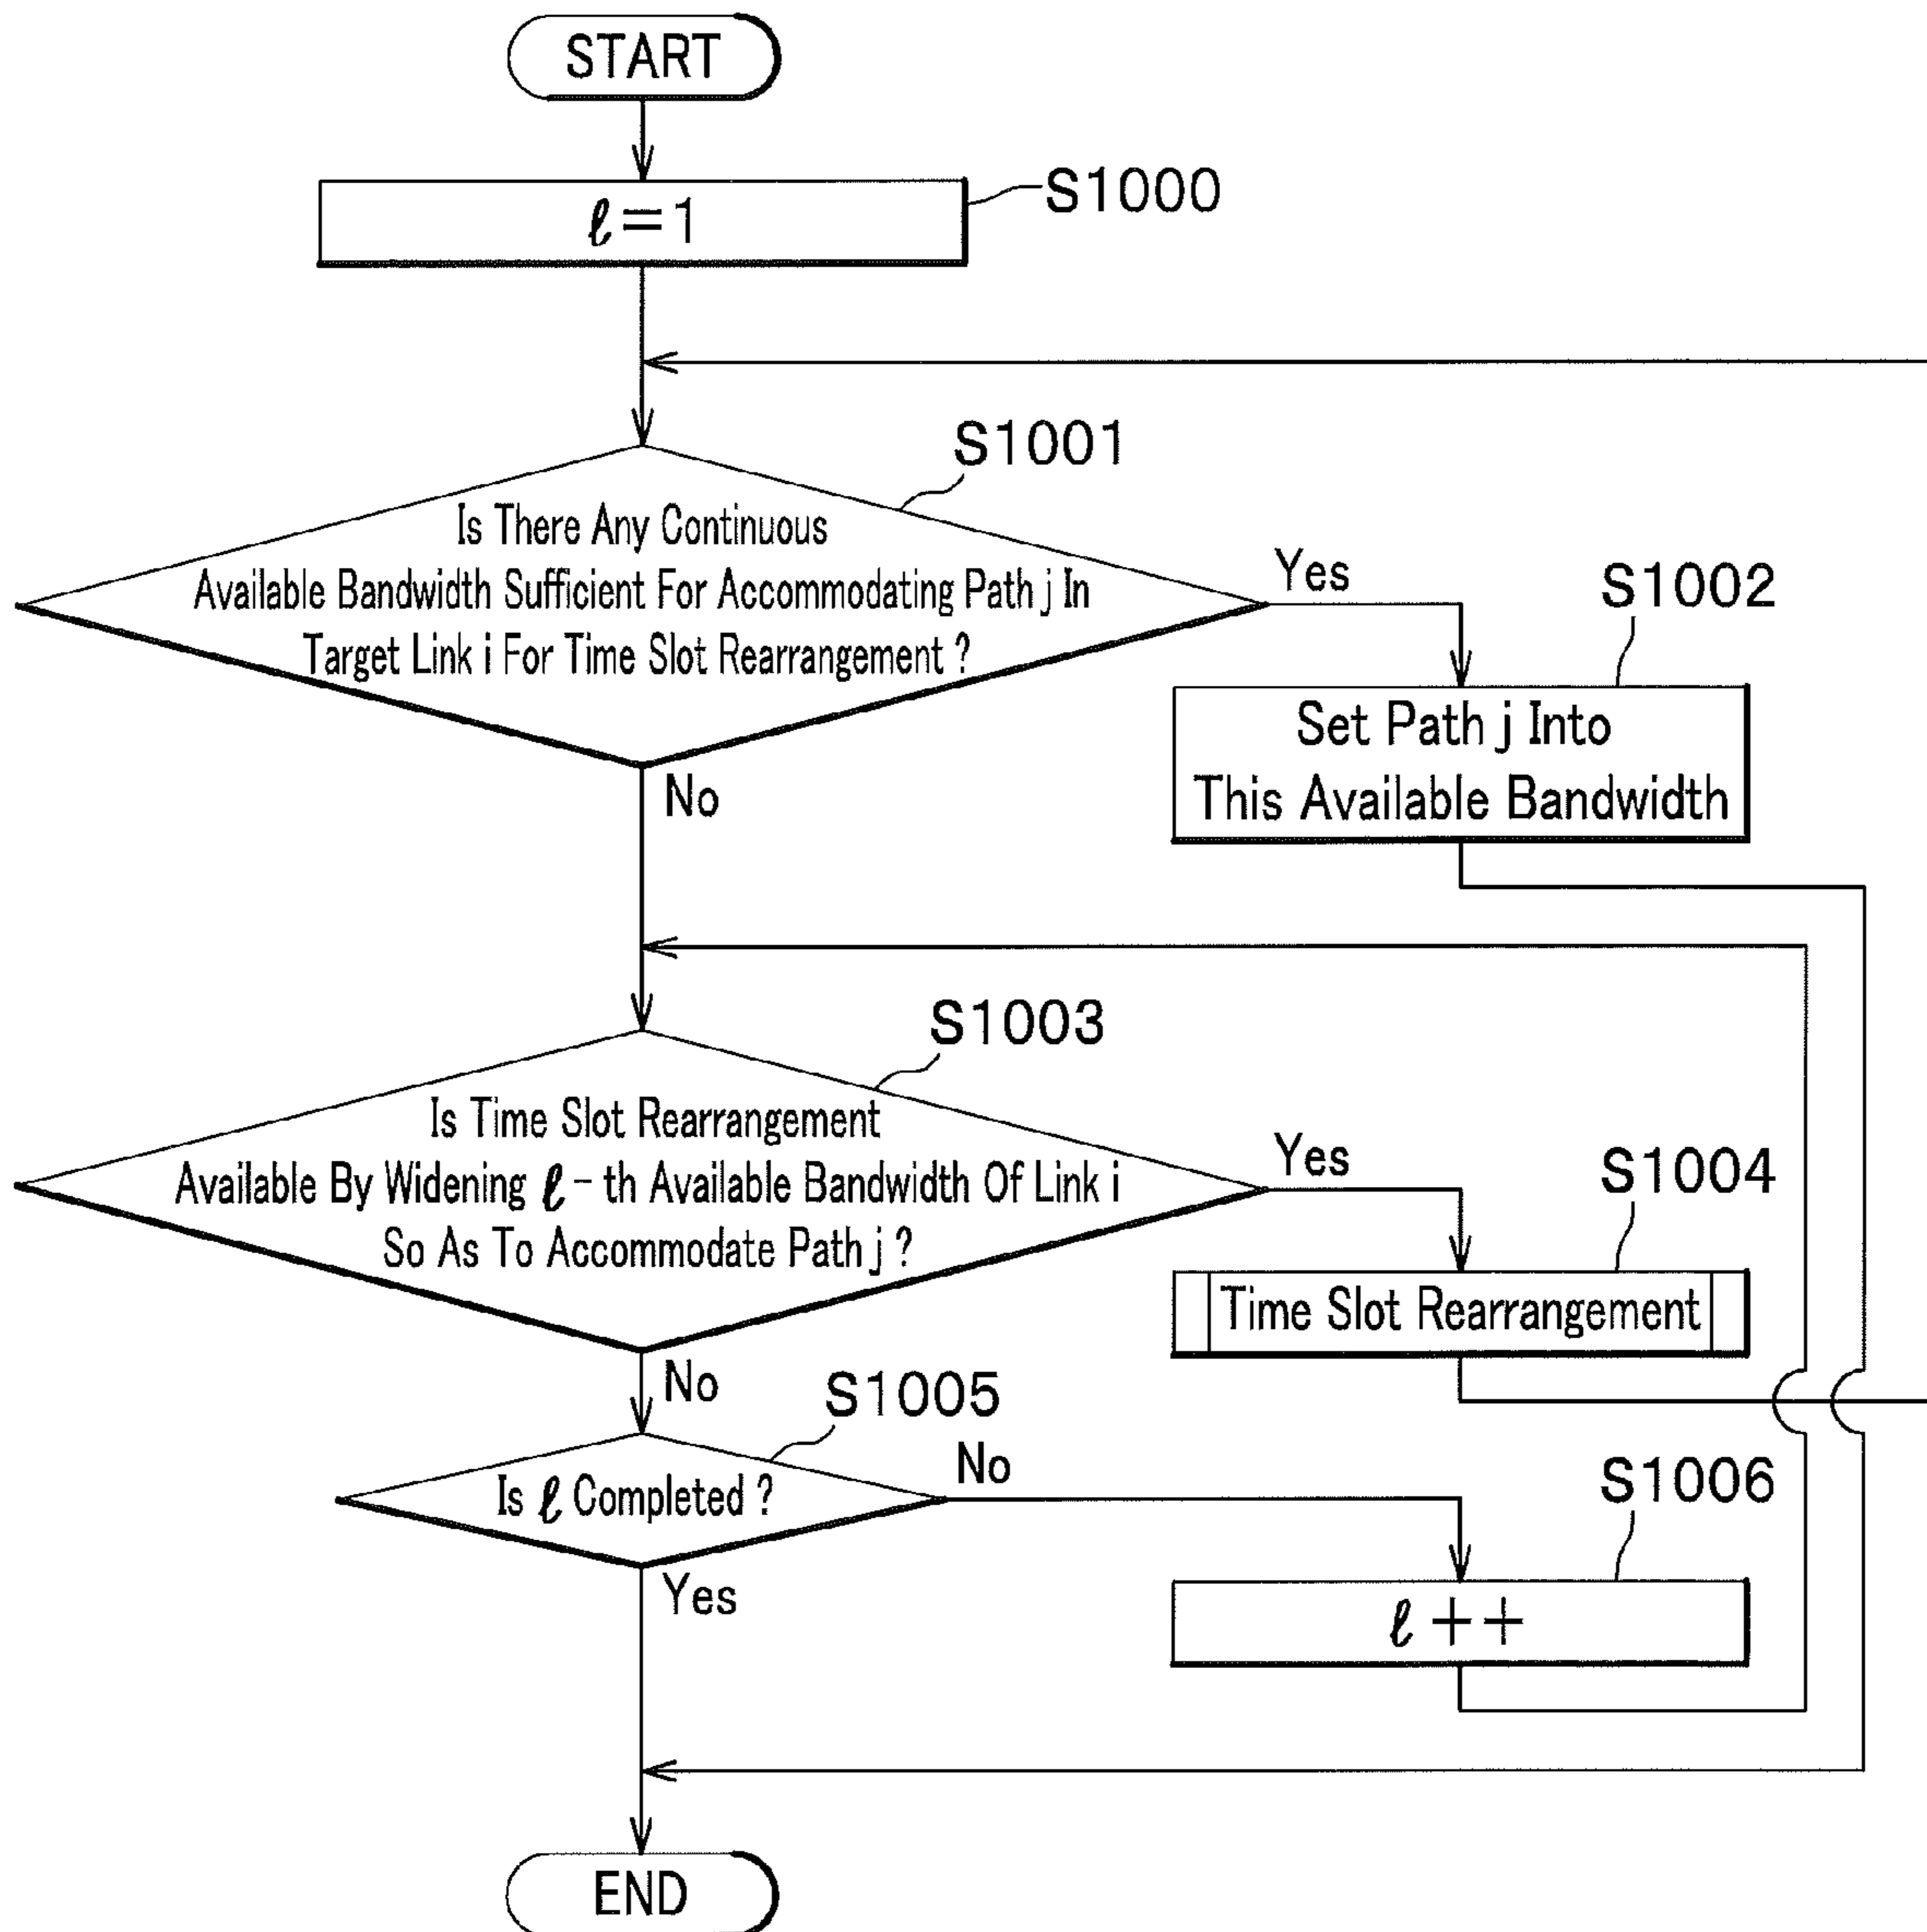 START
ℓ=1
S1000
S1001
Is There Any Continuous
Available Bandwidth Sufficient For Accommodating Path j In
Target Link i For Time Slot Rearrangement ?
Yes
No
S1002
Set Path j Into
This Available Bandwidth
S1003
Is Time Slot Rearrangement
Available By Widening ℓ-th Available Bandwidth Of Link i
So As To Accommodate Path j ?
Yes
No
S1004
Time Slot Rearrangement
S1005
Is ℓ Completed ?
No
Yes
S1006
ℓ++
END